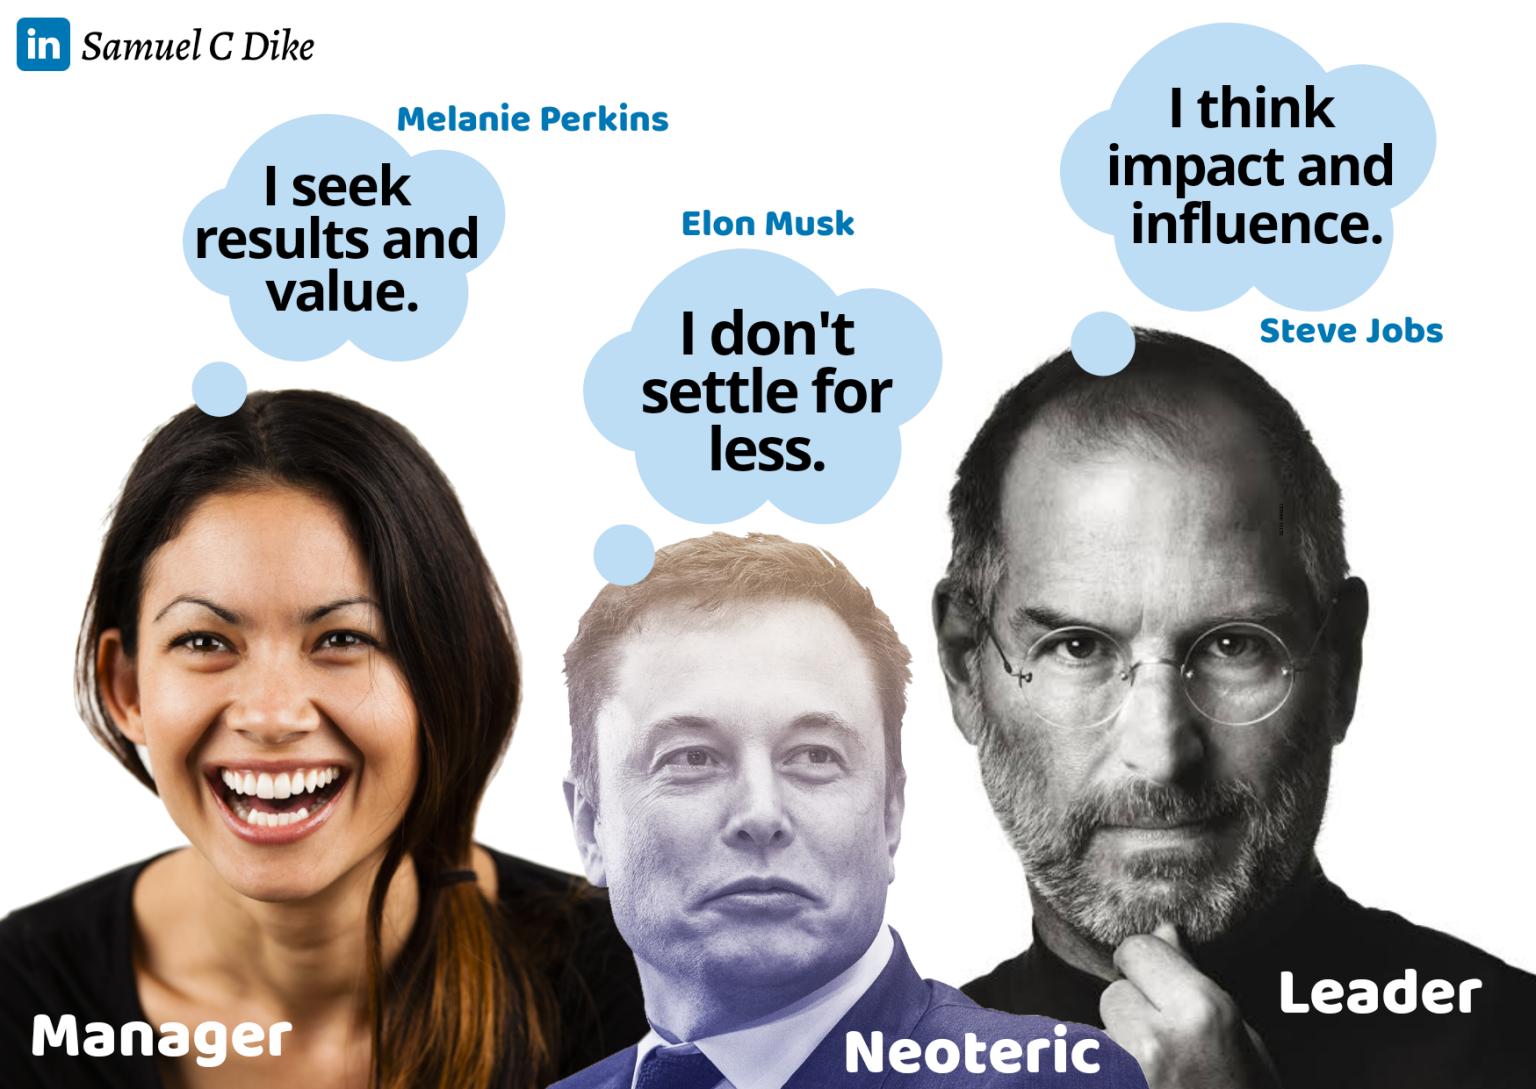 in Samuel C Dike
Melanie Perkins
I seek
results and
value.
Elon Musk
I don't
settle for
less.
I think
impact and
influence.
Steve Jobs
Manager
Neoteric
Leader